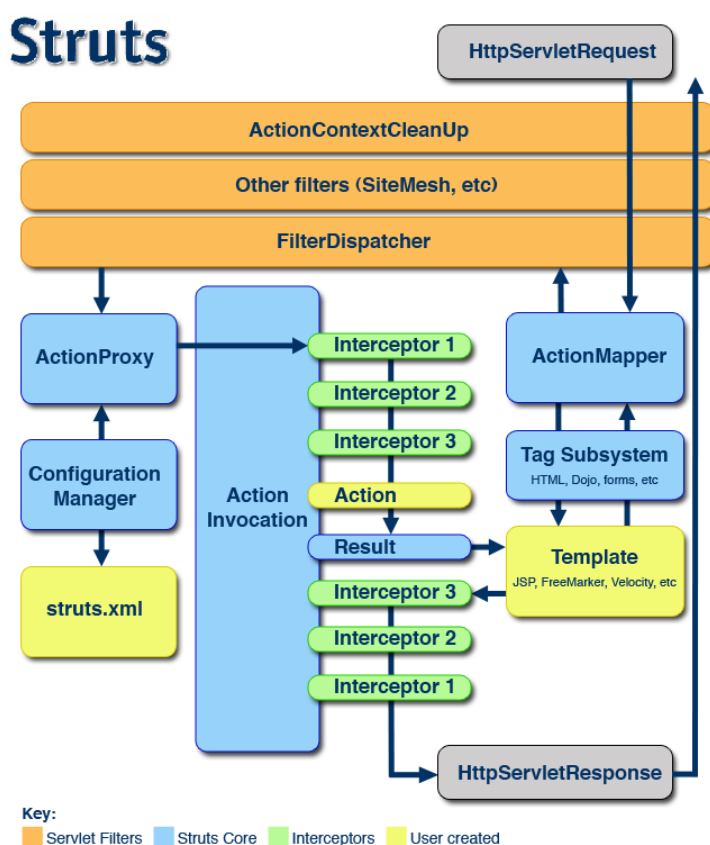 Struts
HttpServletRequest
ActionContextCleanUp
Other filters (SiteMesh, etc)
FilterDispatcher
ActionProxy
Interceptor 1
ActionMapper
Interceptor 2
Interceptor 3
Configuration
Manager
Action
Invocation
Action
Tag Subsystem
HTML, Dojo, forms, etc
Result
Template
JSP, FreeMarker, Velocity, etc
struts.xml
Interceptor 3
Interceptor 2
Interceptor 1
HttpServletResponse
Key:
Servlet Filters
Struts Core
Interceptors
User created